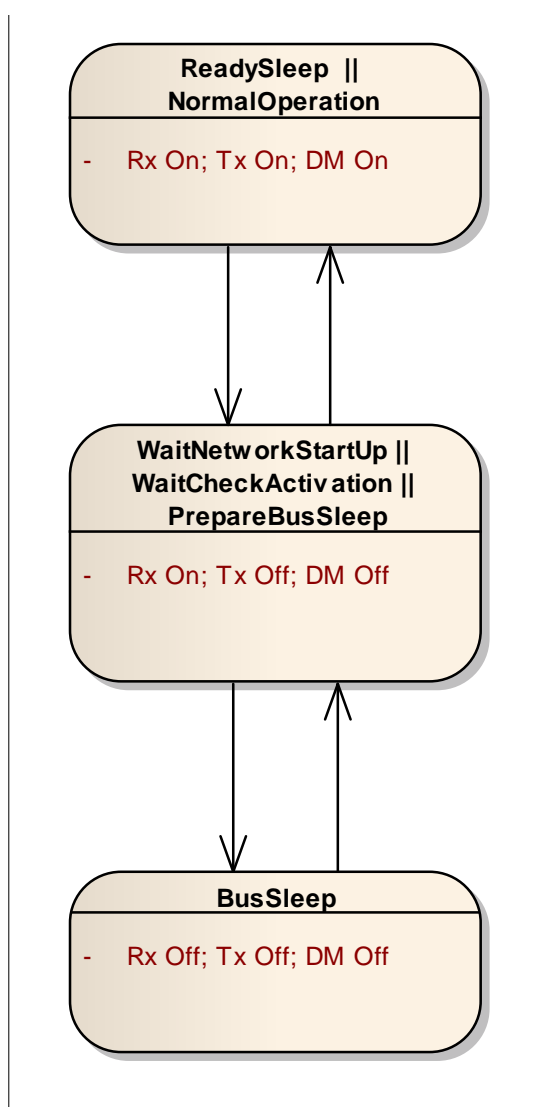 ReadySleep ||
NormalOperation
- Rx On; Tx On; DM On
WaitNetworkStartUp ||
WaitCheckActivation ||
PrepareBusSleep
- Rx On; Tx Off; DM Off
BusSleep
- Rx Off; Tx Off; DM Off